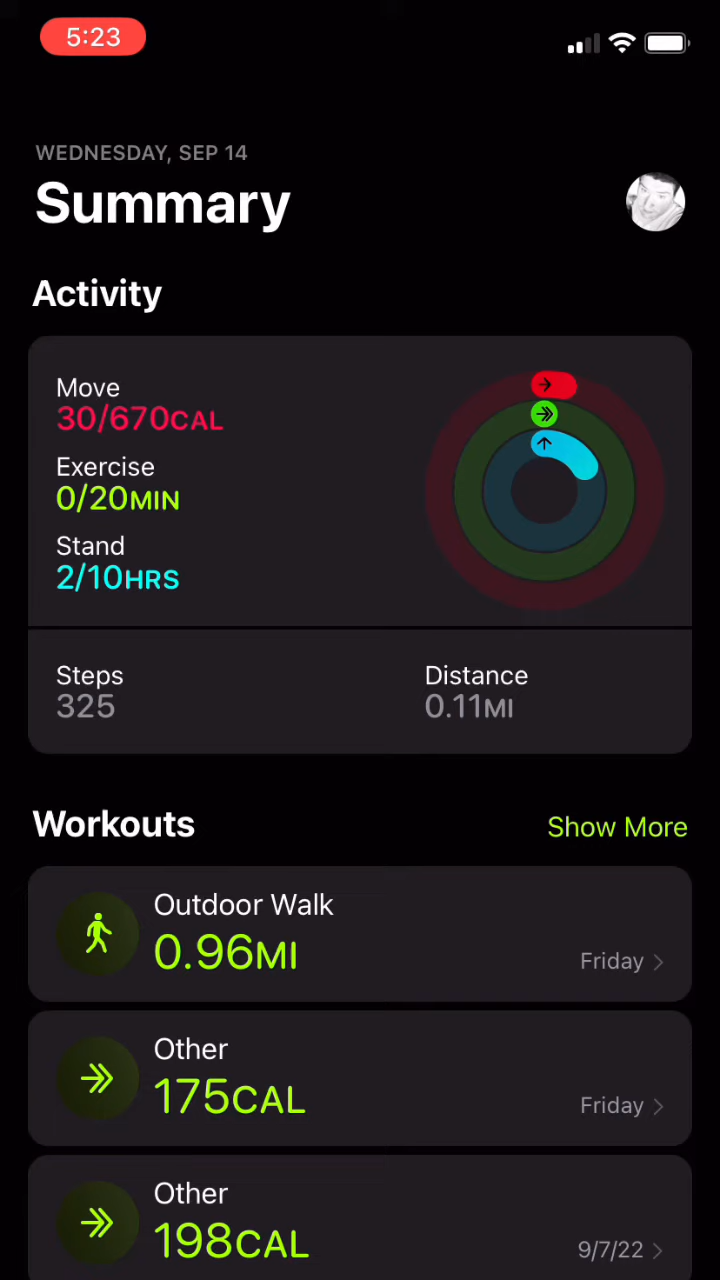 5:23
WEDNESDAY, SEP 14
Summary
Activity
Move
30/670CAL
Exercise
0/20MIN
Stand
2/10HRS
Steps
325
Distance
0.11MI
Workouts
Show More
Outdoor Walk
0.96MI
Friday
Other
175CAL
Friday
Other
198CAL
9/7/22